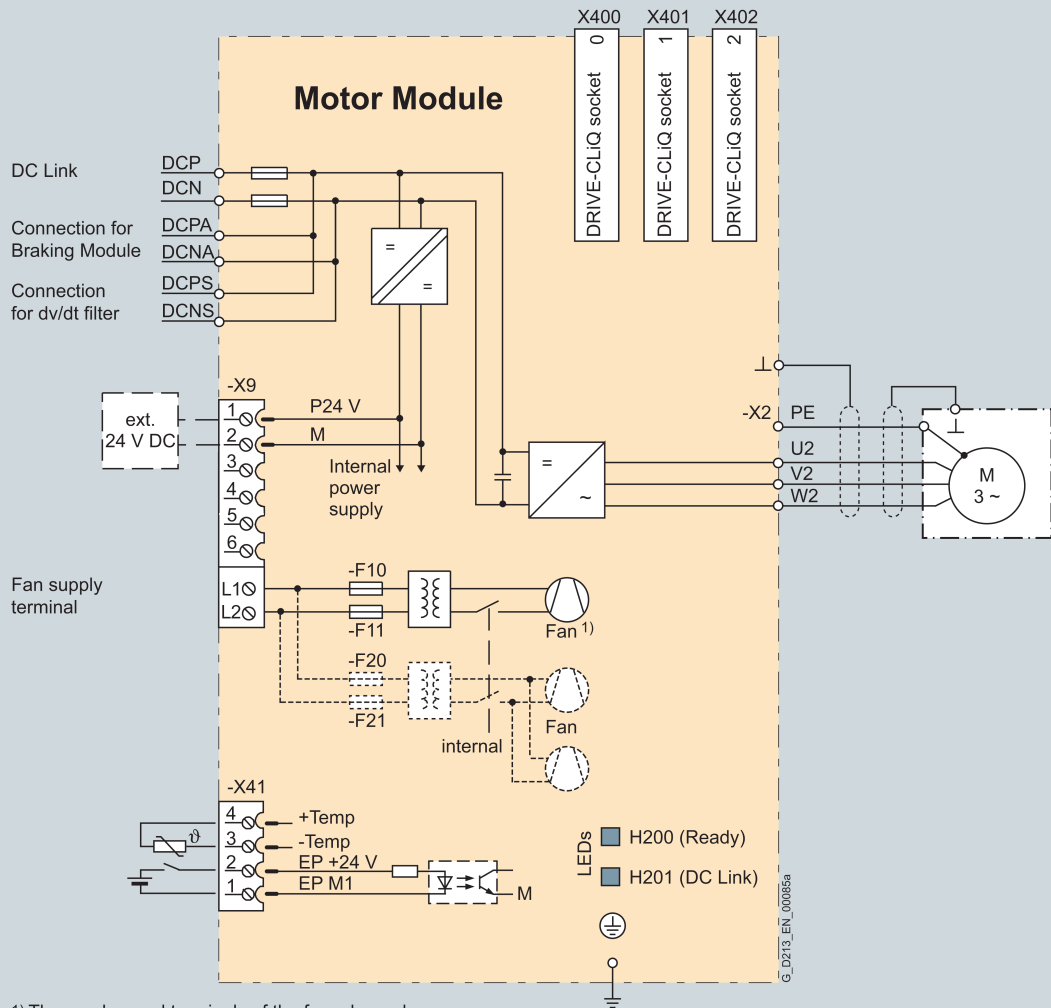 X400 X401 X402
0 1 2
DRIVE-CLiQ socket
DRIVE-CLiQ socket
DRIVE-CLiQ socket
Motor Module
DC Link
DCP
DCN
Connection for
Braking Module
DCPA
DCNA
Connection
for dv/dt filter
DCPS
DCNS
=
=
-X9
ext.
24 V DC
1
2
3
4
5
6
P24 V
M
Internal
power
supply
=
~
-X2
PE
U2
V2
W2
M
3 ~
Fan supply
terminal
L1
L2
-F10
-F11
Fan 1)
-F20
-F21
Fan
internal
-X41
4
3
2
1
+Temp
-Temp
EP +24 V
EP M1
ϑ
M
LEDs
H200 (Ready)
H201 (DC Link)
G_D213_EN_00085a